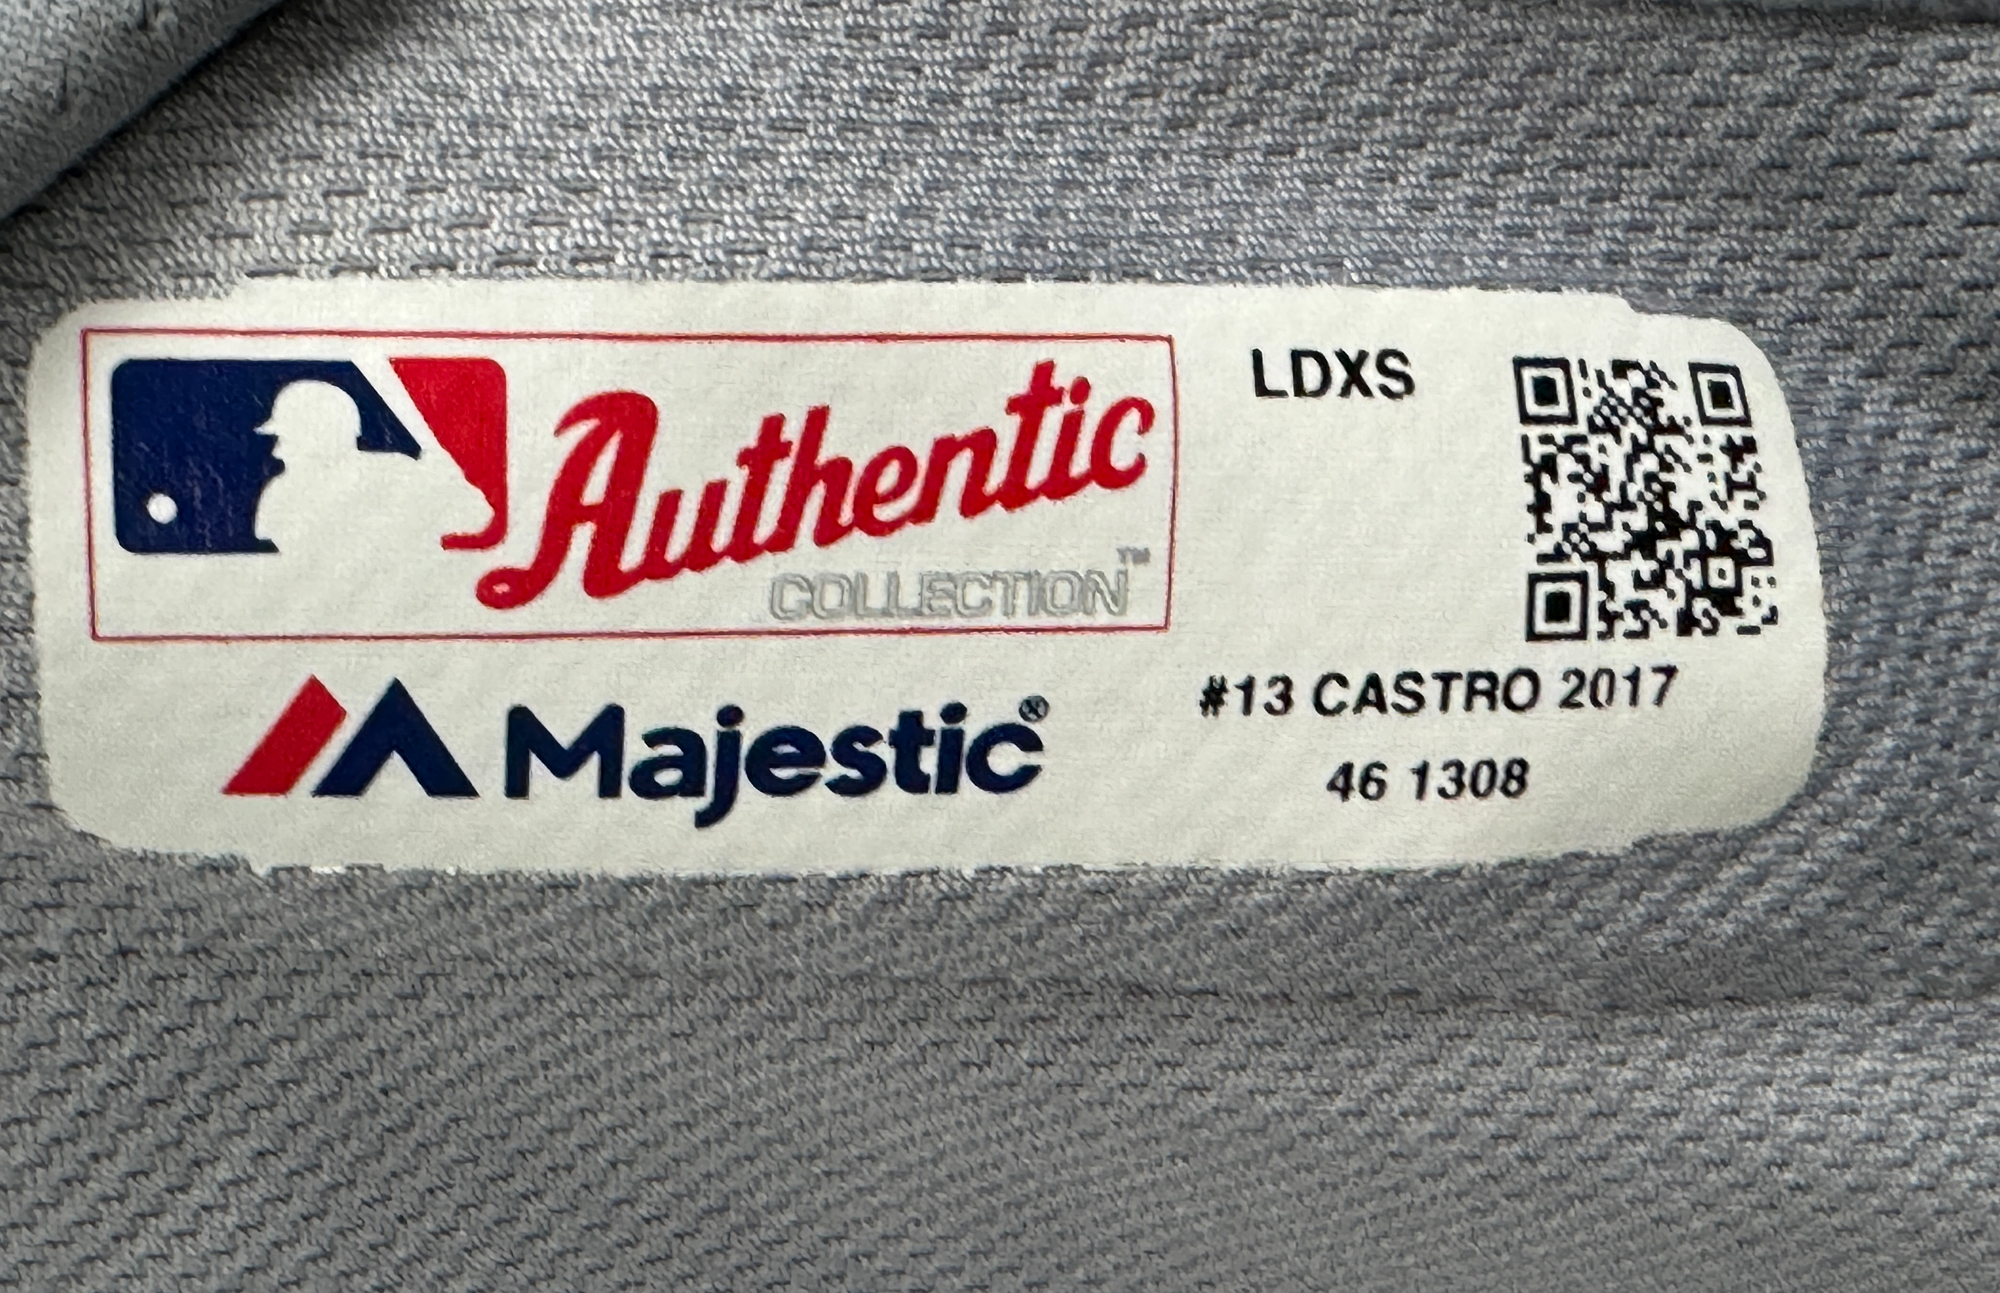 Authentic
COLLECTION™
Majestic®
LDXS
#13 CASTRO 2017
46 1308